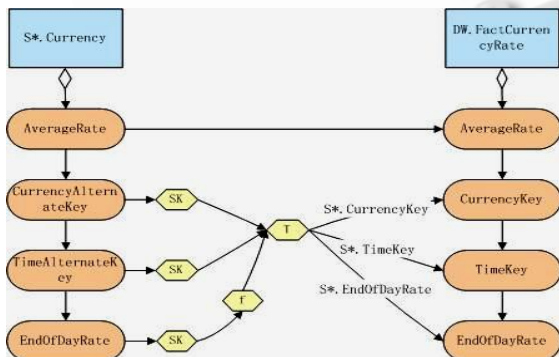 S*.Currency
DW.FactCurren
cyRate
AverageRate
AverageRate
CurrencyAltern
ateKey
SK
T
S*.CurrencyKey
CurrencyKey
S*.TimeKey
TimeAlternateK
ey
SK
TimeKey
S*.EndOfDayRate
f
EndOfDayRate
SK
EndOfDayRate